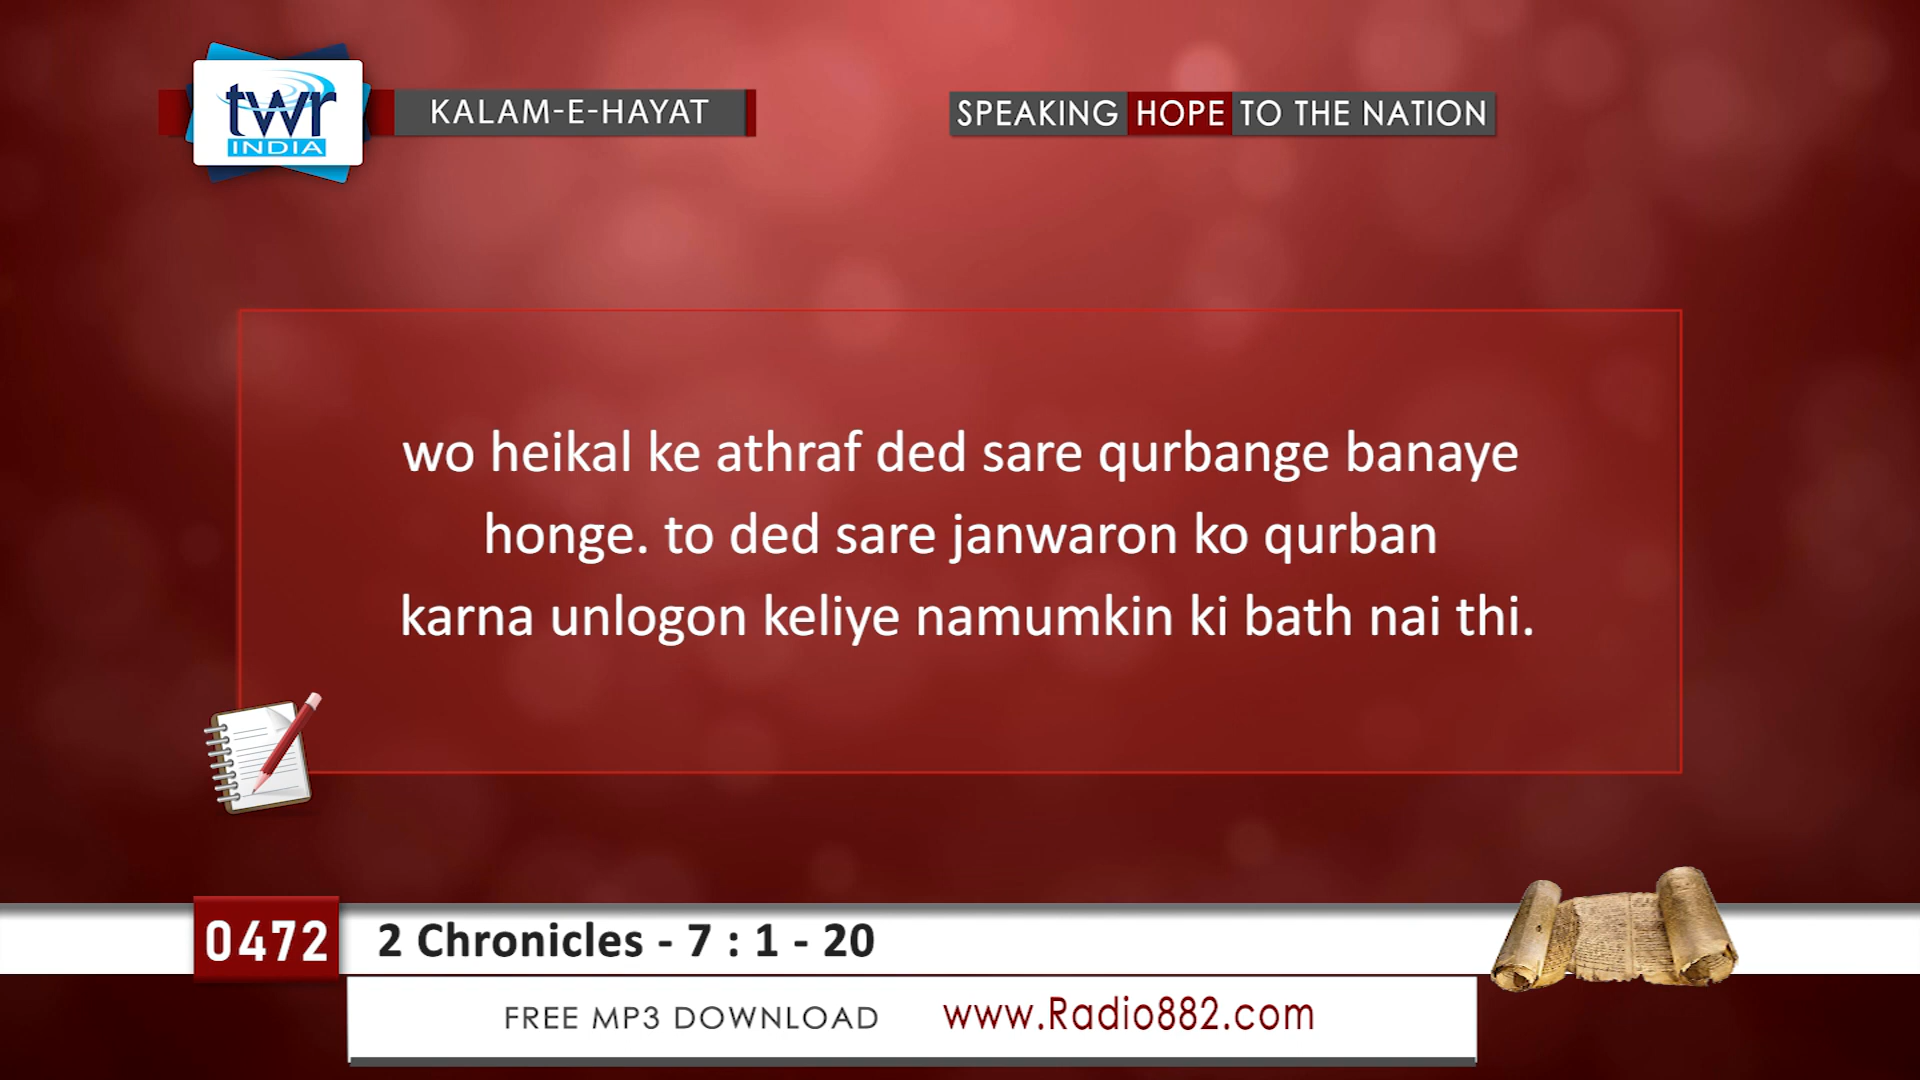 twr
INDIA
KALAM-E-HAYAT
SPEAKING HOPE TO THE NATION
wo heikal ke athraf ded sare qurbange banaye
honge. to ded sare janwaron ko qurban
karna unlogon keliye namumkin ki bath nai thi.
0472
2 Chronicles - 7 : 1 - 20
FREE MP3 DOWNLOAD
www.Radio882.com